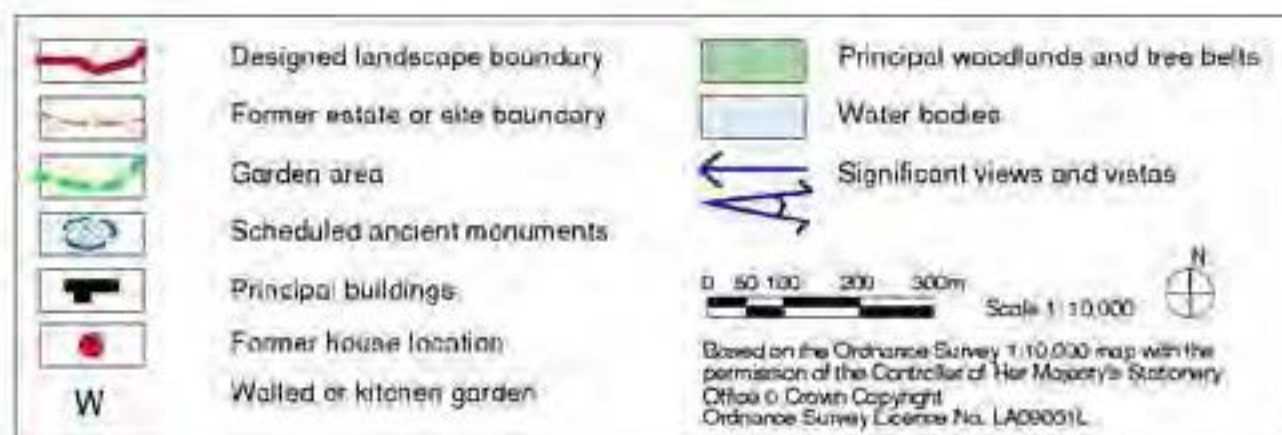 Designed landscape boundary
Former estate or site boundary
Garden area
Scheduled ancient monuments
Principal buildings
Former house location
W Walled or kitchen garden
Principal woodlands and tree belts
Water bodies
Significant views and vistas
N
0 50 100 200 300m
Scale 1:10,000
Based on the Ordnance Survey 1:10,000 map with the
permission of the Controller of Her Majesty's Stationery
Office © Crown Copyright
Ordnance Survey Licence No. LA09001L